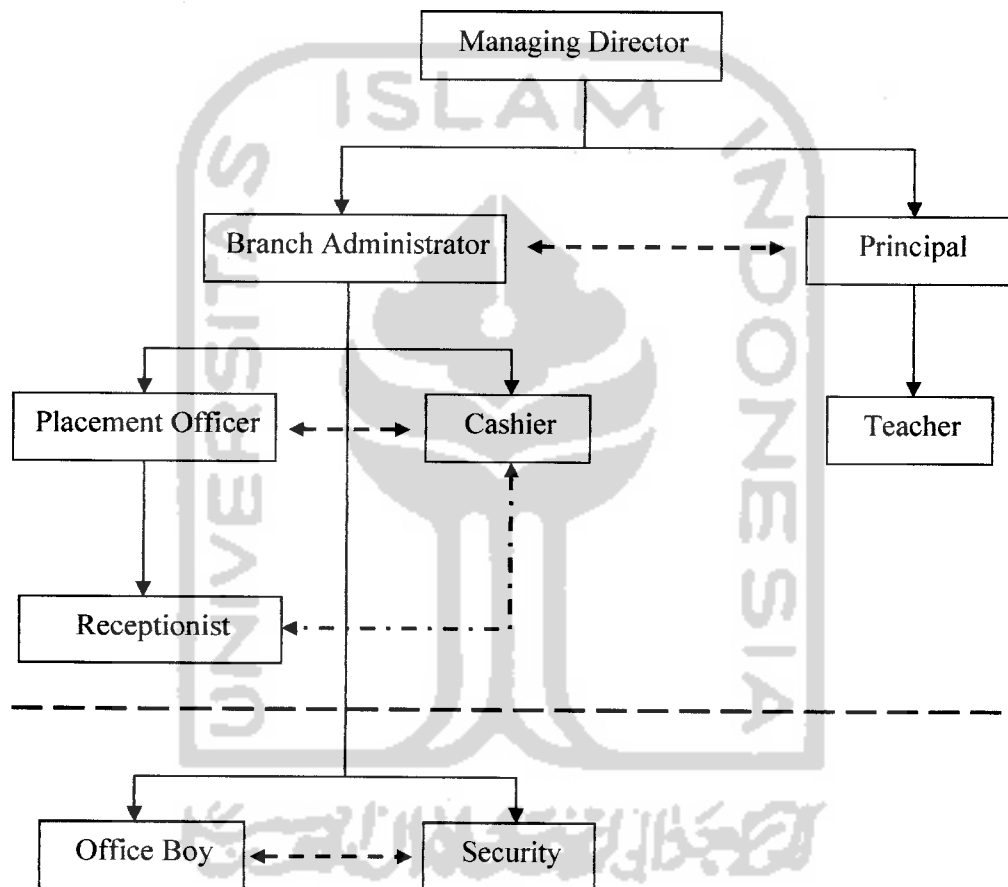 Managing Director
ISLAM
UNIVERSITAS
INDONESIA
Branch Administrator
Principal
Placement Officer
Cashier
Teacher
Receptionist
Office Boy
Security